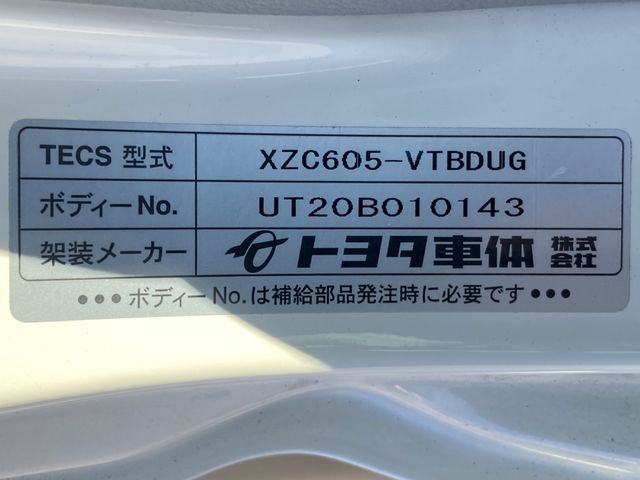 TECS 型式 XZC605-VTBDUG
ボディーNo. UT20B010143
架装メーカー トヨタ車体 株式会社
●●●ボディーNo.は補給部品発注時に必要です●●●